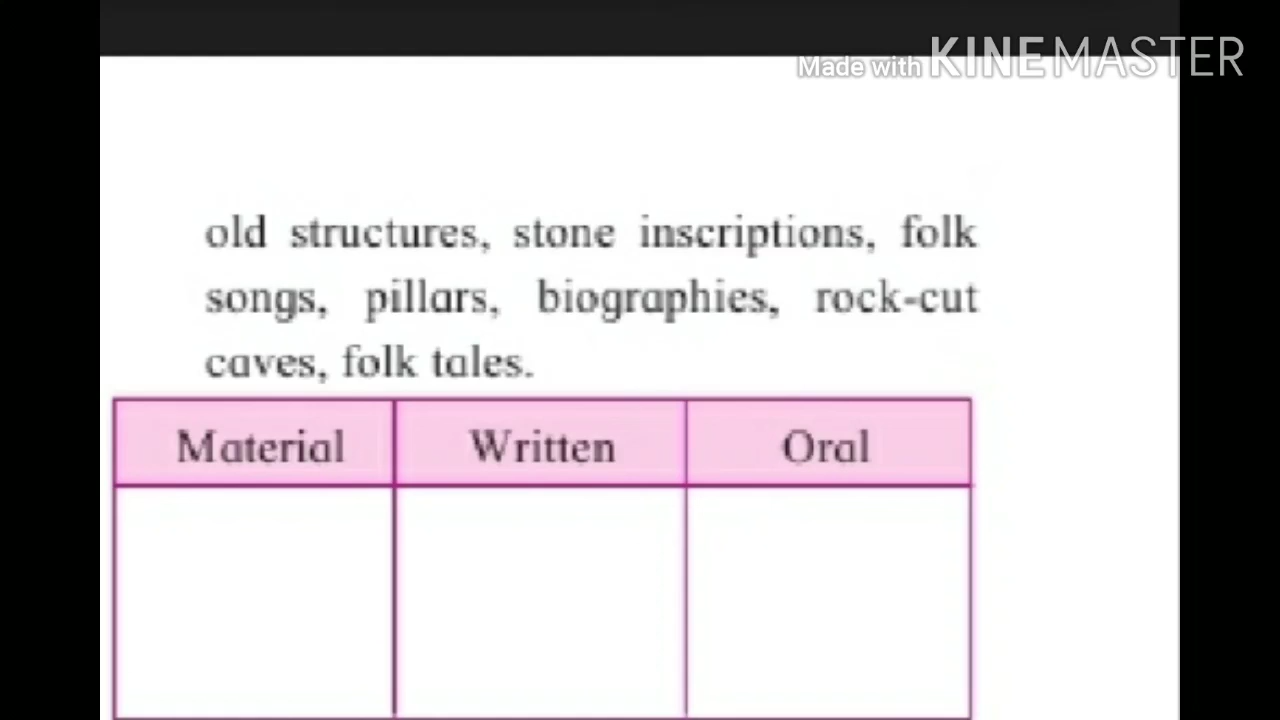 Made with KINEMASTER
old structures, stone inscriptions, folk
songs, pillars, biographies, rock-cut
caves, folk tales.
Material Written Oral